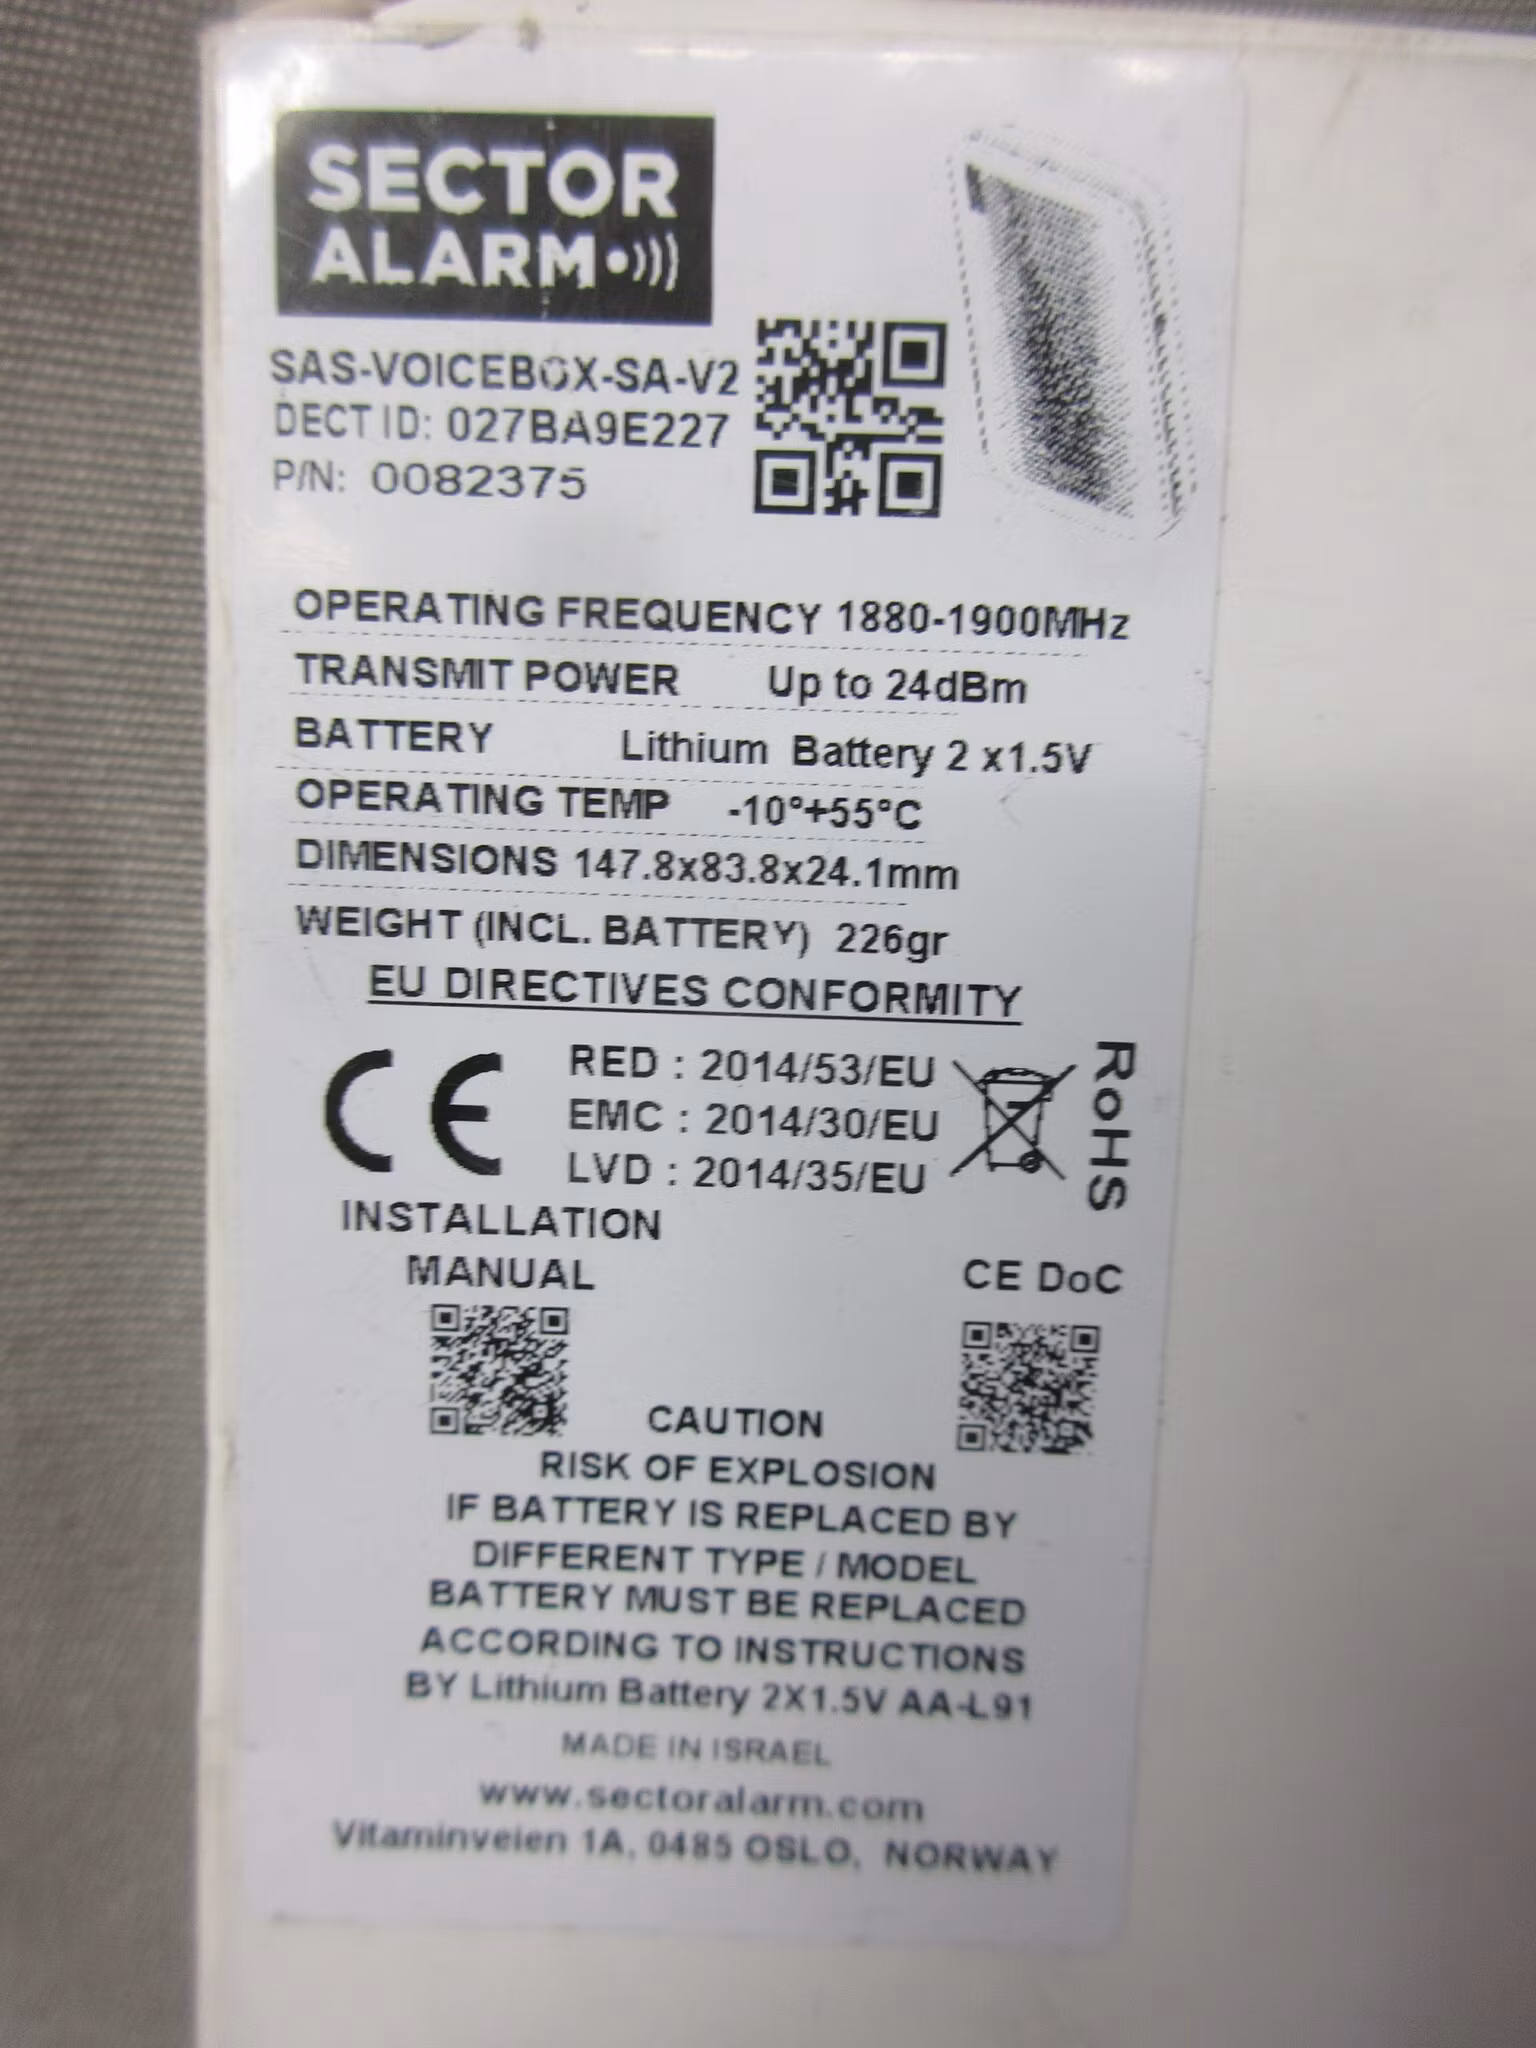 SECTOR
ALARM
SAS-VOICEBOX-SA-V2
DECT ID: 027BA9E227
P/N: 0082375
OPERATING FREQUENCY 1880-1900MHz
TRANSMIT POWER Up to 24dBm
BATTERY Lithium Battery 2 x1.5V
OPERATING TEMP -10°+55°C
DIMENSIONS 147.8x83.8x24.1mm
WEIGHT (INCL. BATTERY) 226gr
EU DIRECTIVES CONFORMITY
CE
RED : 2014/53/EU
EMC : 2014/30/EU
LVD : 2014/35/EU
RoHS
INSTALLATION
MANUAL
CE DoC
CAUTION
RISK OF EXPLOSION
IF BATTERY IS REPLACED BY
DIFFERENT TYPE / MODEL
BATTERY MUST BE REPLACED
ACCORDING TO INSTRUCTIONS
BY Lithium Battery 2X1.5V AA-L91
MADE IN ISRAEL
www.sectoralarm.com
Vitaminveien 1A, 0485 OSLO, NORWAY